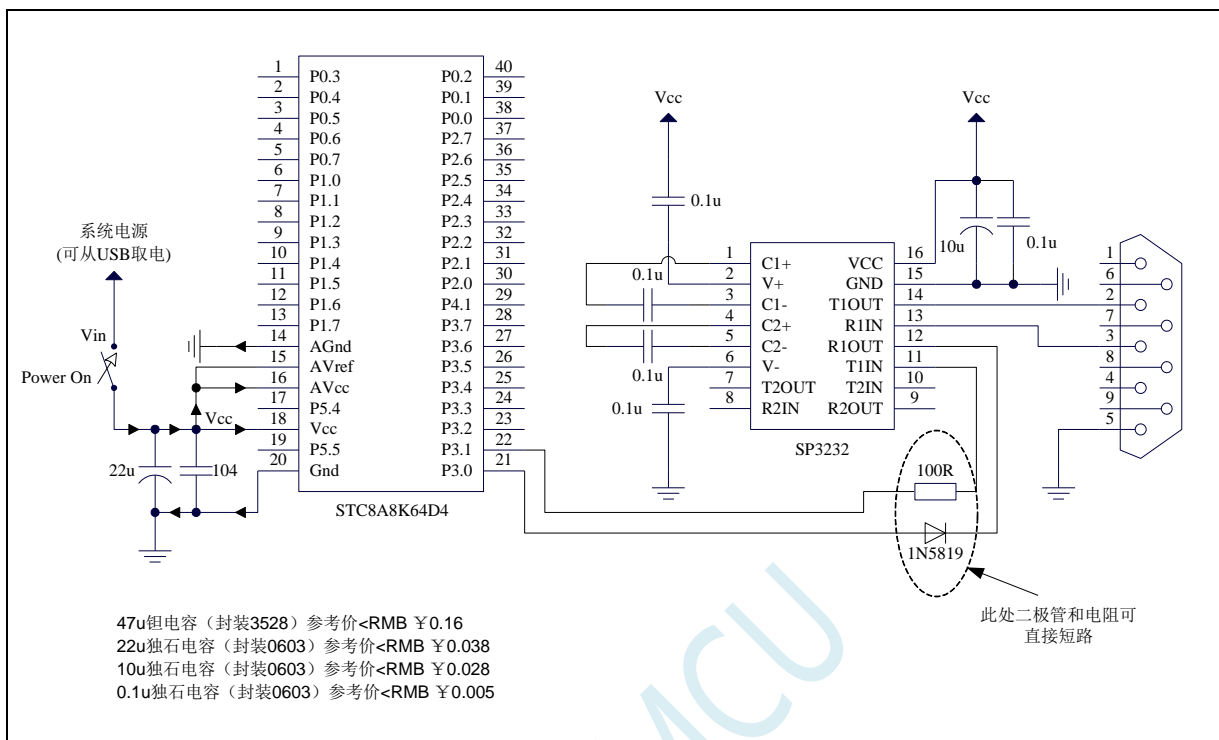 系统电源
(可从USB取电)
Vin
Power On
Vcc
22u
104
1 P0.3 P0.2 40
2 P0.4 P0.1 39
3 P0.5 P0.0 38
4 P0.6 P2.7 37
5 P0.7 P2.6 36
6 P1.0 P2.5 35
7 P1.1 P2.4 34
8 P1.2 P2.3 33
9 P1.3 P2.2 32
10 P1.4 P2.1 31
11 P1.5 P2.0 30
12 P1.6 P4.1 29
13 P1.7 P3.7 28
14 AGnd P3.6 27
15 AVref P3.5 26
16 AVcc P3.4 25
17 P5.4 P3.3 24
18 Vcc P3.2 23
19 P5.5 P3.1 22
20 Gnd P3.0 21
STC8A8K64D4
Vcc
0.1u
0.1u
0.1u
0.1u
Vcc
10u
0.1u
1 C1+ VCC 16
2 V+ GND 15
3 C1- T1OUT 14
4 C2+ R1IN 13
5 C2- R1OUT 12
6 V- T1IN 11
7 T2OUT T2IN 10
8 R2IN R2OUT 9
SP3232
1
6
2
7
3
8
4
9
5
100R
1N5819
此处二极管和电阻可
直接短路
47u钽电容（封装3528）参考价<RMB ￥0.16
22u独石电容（封装0603）参考价<RMB ￥0.038
10u独石电容（封装0603）参考价<RMB ￥0.028
0.1u独石电容（封装0603）参考价<RMB ￥0.005
MCU